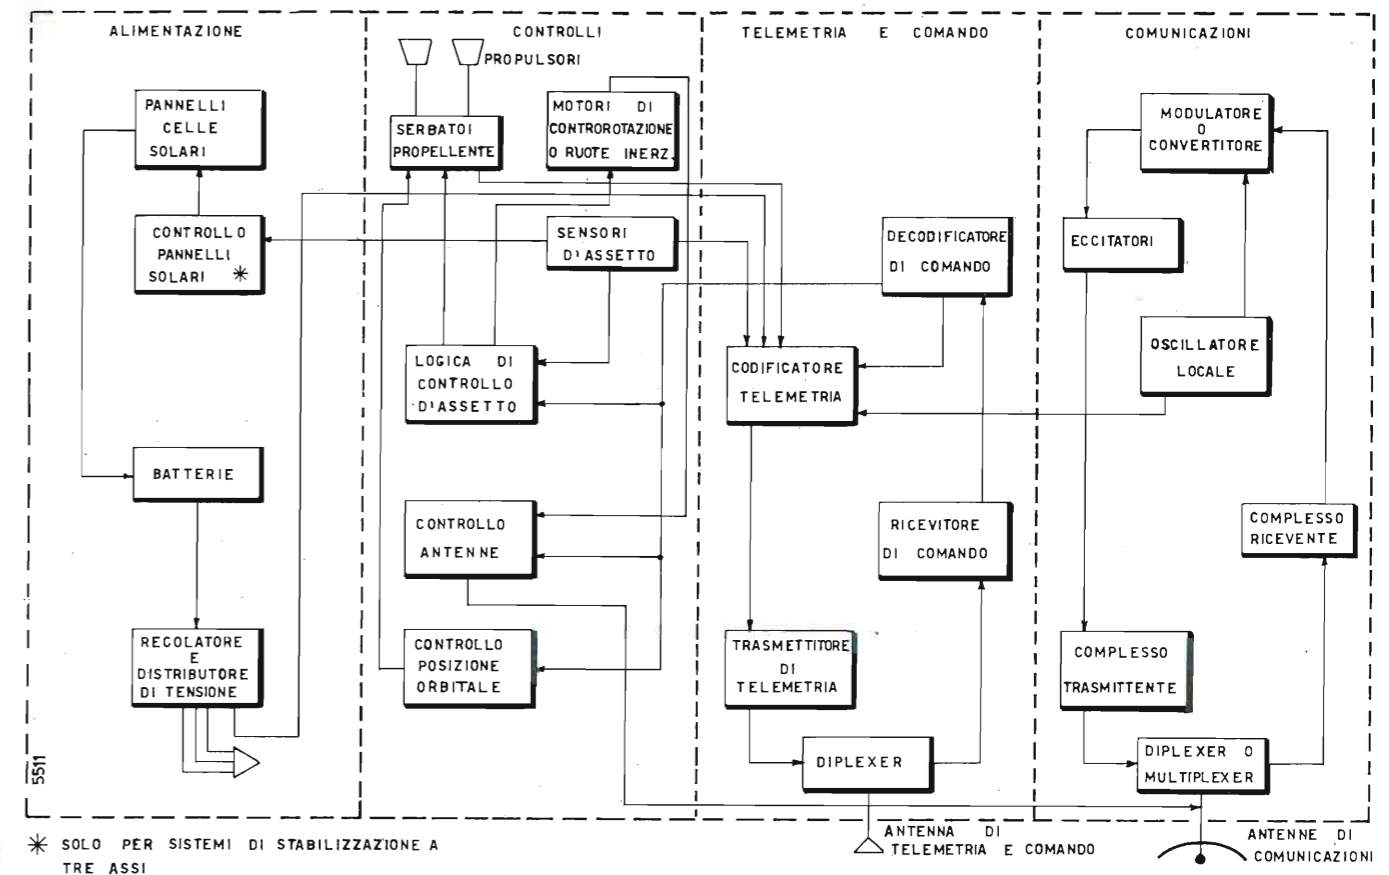 ALIMENTAZIONE
PANNELLI
CELLE
SOLARI
CONTROLLO
PANNELLI
SOLARI *
BATTERIE
RECOLATORE
E
DISTRIBUTORE
DI TENSIONE
5511
CONTROLLI
PROPULSORI
SERBATOI
PROPELLENTE
MOTORI DI
CONTROROTAZIONE
O RUOTE INERZ.
SENSORI
D'ASSETTO
LOGICA DI
CONTROLLO
D'ASSETTO
CONTROLLO
ANTENNE
CONTROLLO
POSIZIONE
ORBITALE
TELEMETRIA E COMANDO
DECODIFICATORE
DI COMANDO
CODIFICATORE
TELEMETRIA
RICEVITORE
DI COMANDO
TRASMETTITORE
DI
TELEMETRIA
DIPLEXER
ANTENNA DI
TELEMETRIA E COMANDO
COMUNICAZIONI
MODULATORE
O
CONVERTITORE
ECCITATORI
OSCILLATORE
LOCALE
COMPLESSO
RICEVENTE
COMPLESSO
TRASMITTENTE
DIPLEXER O
MULTIPLEXER
ANTENNE DI
COMUNICAZIONI
* SOLO PER SISTEMI DI STABILIZZAZIONE A
TRE ASSI